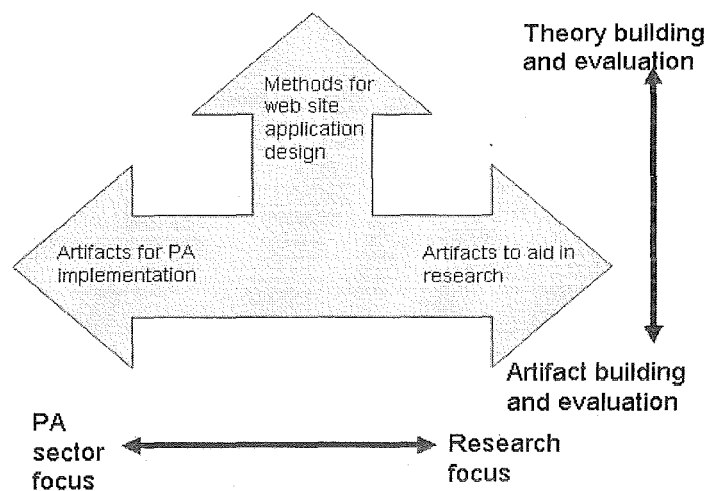 Theory building
and evaluation
Methods for
web site
application
design
Artifacts for PA
implementation
Artifacts to aid in
research
Artifact building
and evaluation
PA
sector
focus
Research
focus